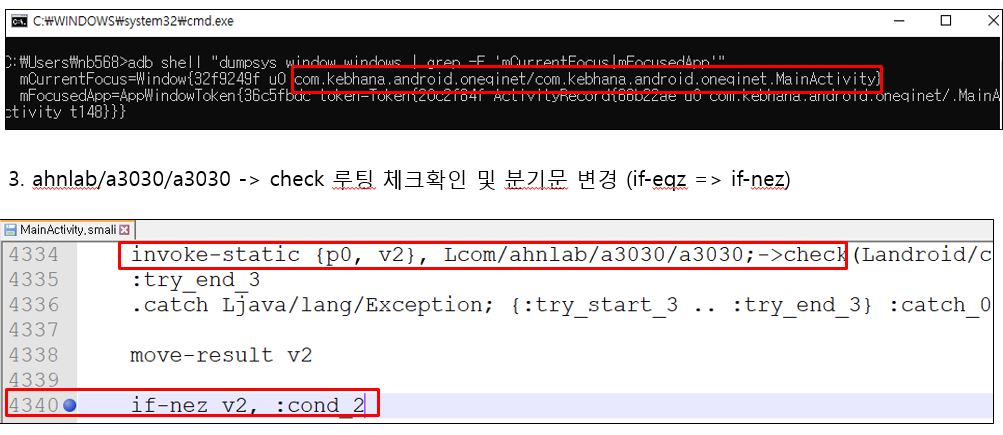 C:₩WINDOWS₩system32₩cmd.exe
C:₩Users₩nb568>adb shell "dumpsys window windows | grep -E 'mCurrentFocus|mFocusedApp'"
mCurrentFocus=Window{32f9249f u0 com.kebhana.android.oneqinet/com.kebhana.android.oneqinet.MainActivity}
mFocusedApp=AppWindowToken{36c5fbdc token=Token{20c2f84f ActivityRecord{88b22ae u0 com.kebhana.android.oneqinet/.MainA
ctivity t148}}}
3. ahnlab/a3030/a3030 -> check 루팅 체크확인 및 분기문 변경 (if-eqz => if-nez)
MainActivity.smali
4334 invoke-static {p0, v2}, Lcom/ahnlab/a3030/a3030;->check(Landroid/c
4335 :try_end_3
4336 .catch Ljava/lang/Exception; {:try_start_3 .. :try_end_3} :catch_0
4337
4338 move-result v2
4339
4340 if-nez v2, :cond_2